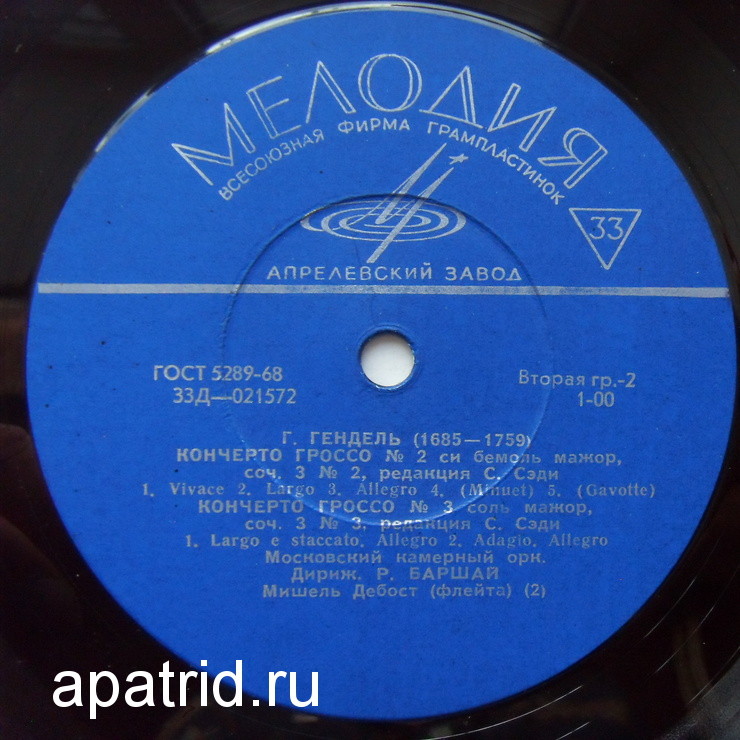 МЕЛОДИЯ
ВСЕСОЮЗНАЯ ФИРМА ГРАМПЛАСТИНОК
33
АПРЕЛЕВСКИЙ ЗАВОД
ГОСТ 5289-68
33Д—021572
Вторая гр.-2
1-00
Г. ГЕНДЕЛЬ (1685—1759)
КОНЧЕРТО ГРОССО № 2 си бемоль мажор,
соч. 3 № 2, редакция С. Сэди
1. Vivace 2. Largo 3. Allegro 4. (Minuet) 5. (Gavotte)
КОНЧЕРТО ГРОССО № 3 соль мажор,
соч. 3 № 3, редакция С. Сэди
1. Largo e staccato, Allegro 2. Adagio, Allegro
Московский камерный орк.
Дириж. Р. БАРШАЙ
Мишель Дебост (флейта) (2)
apatrid.ru